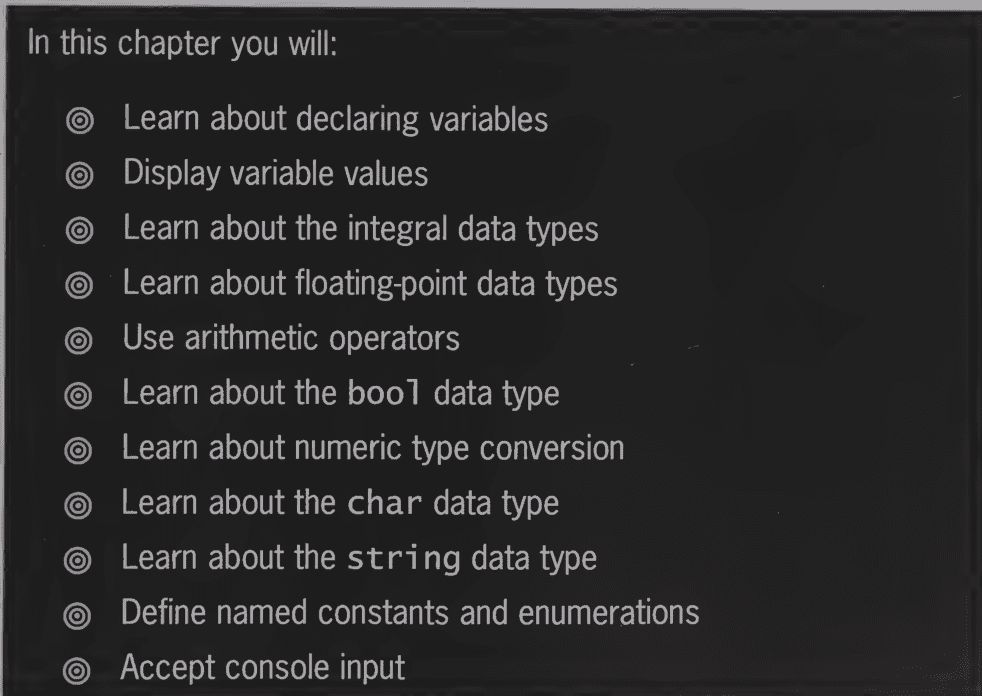 In this chapter you will:
Learn about declaring variables
Display variable values
Learn about the integral data types
Learn about floating-point data types
Use arithmetic operators
Learn about the bool data type
Learn about numeric type conversion
Learn about the char data type
Learn about the string data type
Define named constants and enumerations
Accept console input